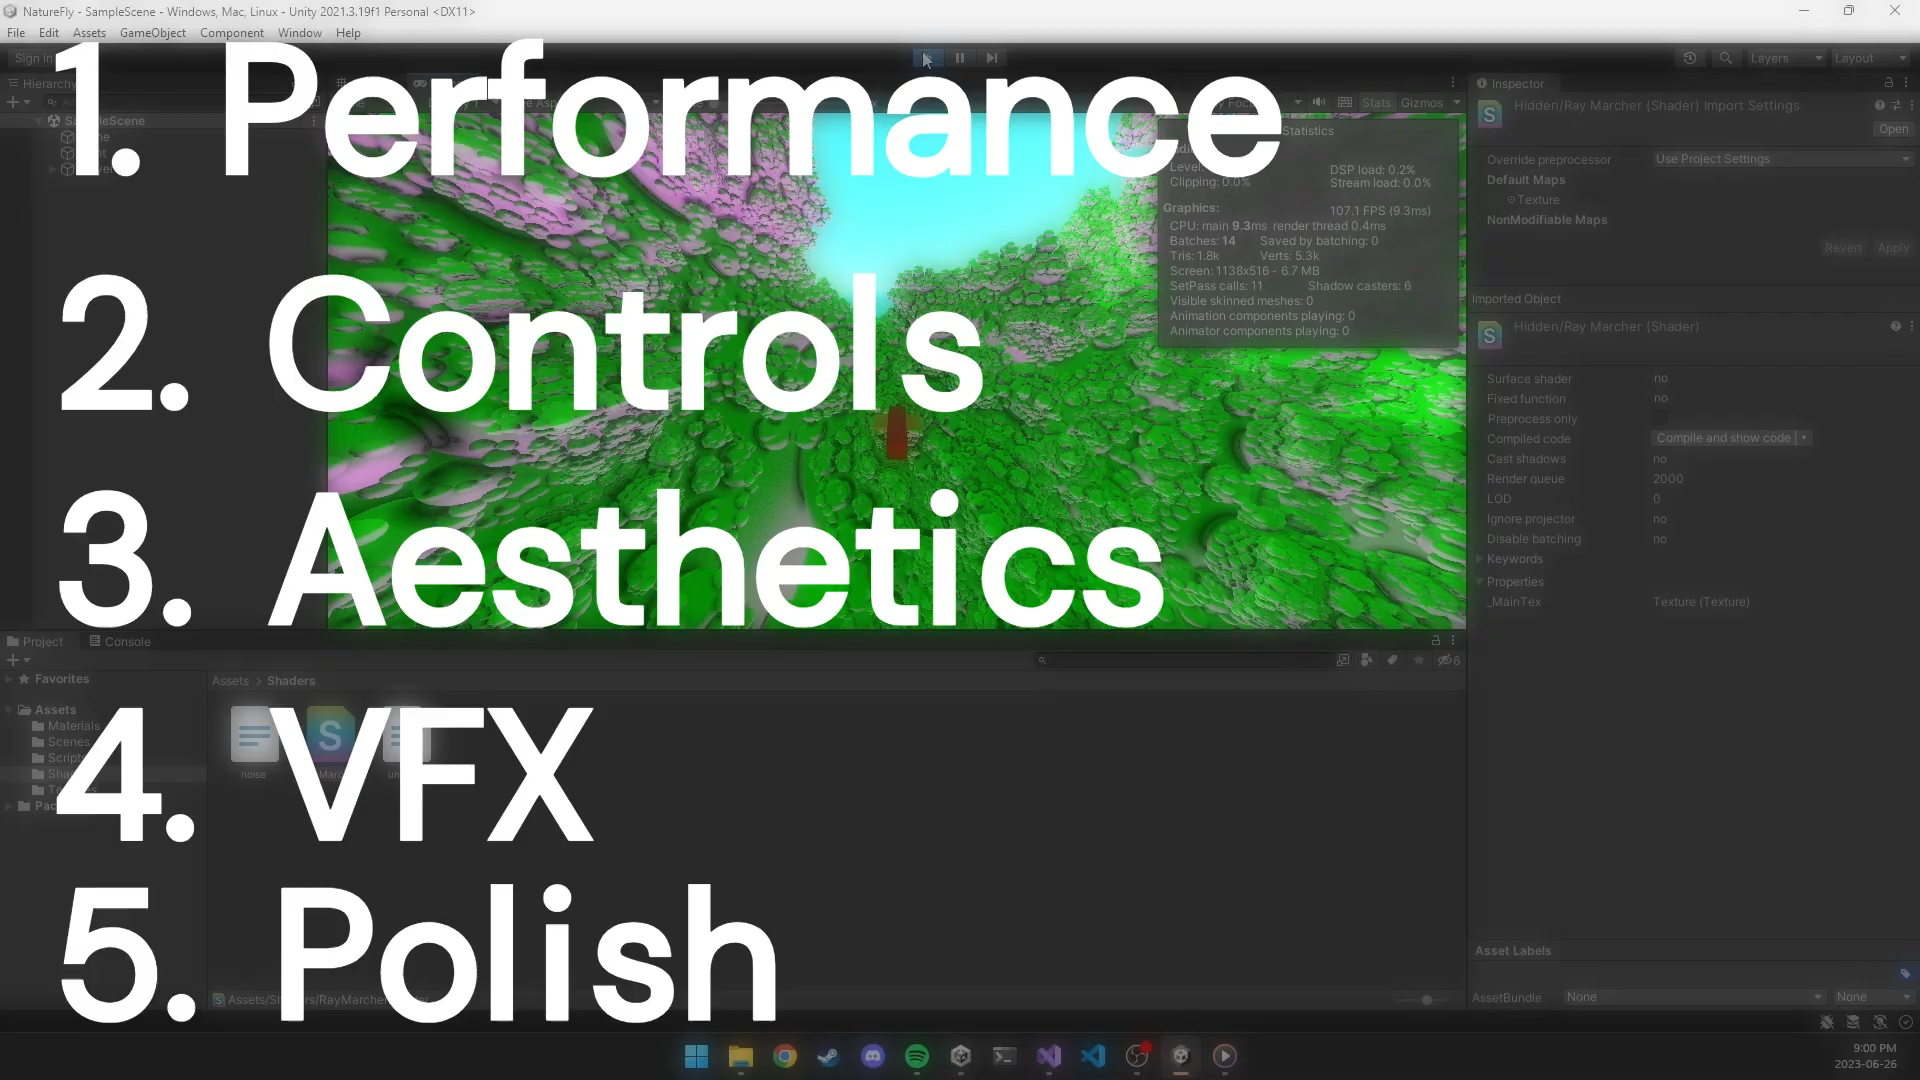 NatureFly - SampleScene - Windows, Mac, Linux - Unity 2021.3.19f1 Personal <DX11>
File Edit Assets GameObject Component Window Help
Sign in
Layers Layout
1. Performance
2. Controls
3. Aesthetics
4. VFX
5. Polish
Hierarchy
SampleScene
Stats Gizmos
Statistics
DSP load: 0.2%
Clipping: 0.0% Stream load: 0.0%
Graphics: 107.1 FPS (9.3ms)
CPU: main 9.3ms render thread 0.4ms
Batches: 14 Saved by batching: 0
Tris: 1.8k Verts: 5.3k
Screen: 1138x516 - 6.7 MB
SetPass calls: 11 Shadow casters: 6
Visible skinned meshes: 0
Animation components playing: 0
Animator components playing: 0
Inspector
Hidden/Ray Marcher (Shader) Import Settings
Open
Override preprocessor Use Project Settings
Default Maps
Texture
NonModifiable Maps
Revert Apply
Imported Object
Hidden/Ray Marcher (Shader)
Surface shader no
Fixed function no
Preprocess only
Compiled code Compile and show code
Cast shadows no
Render queue 2000
LOD 0
Ignore projector no
Disable batching no
Keywords
Properties
_MainTex Texture (Texture)
Project Console
6
Favorites
Assets > Shaders
Assets
Materials
Scenes
Scripts
noise
Asset Labels
AssetBundle None None
9:00 PM
2023-06-26